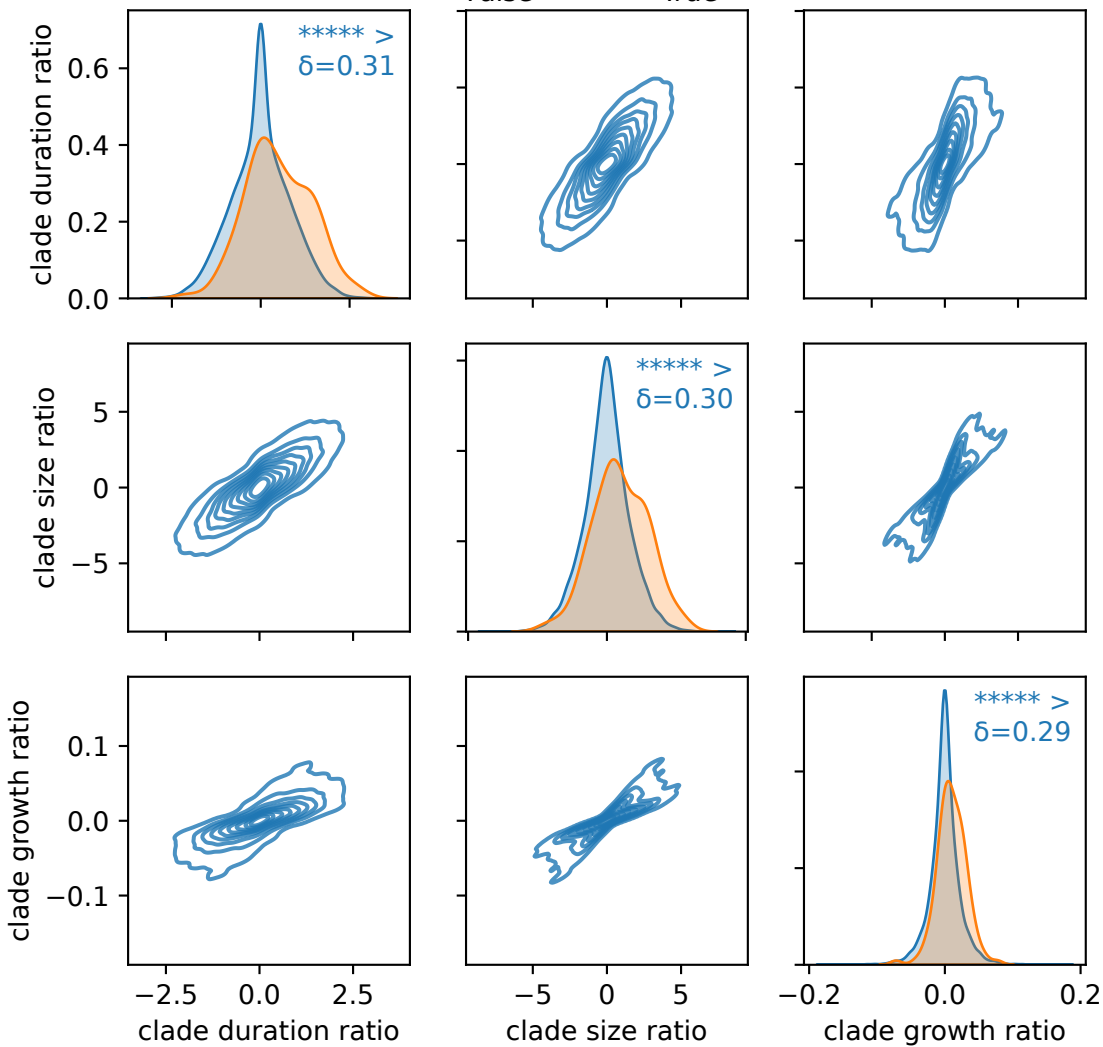 clade duration ratio
0.6
0.4
0.2
0.0
***** >
δ=0.31
clade size ratio
5
0
−5
***** >
δ=0.30
clade growth ratio
0.1
0.0
−0.1
***** >
δ=0.29
−2.5 0.0 2.5
−5 0 5
−0.2 0.0 0.2
clade duration ratio
clade size ratio
clade growth ratio